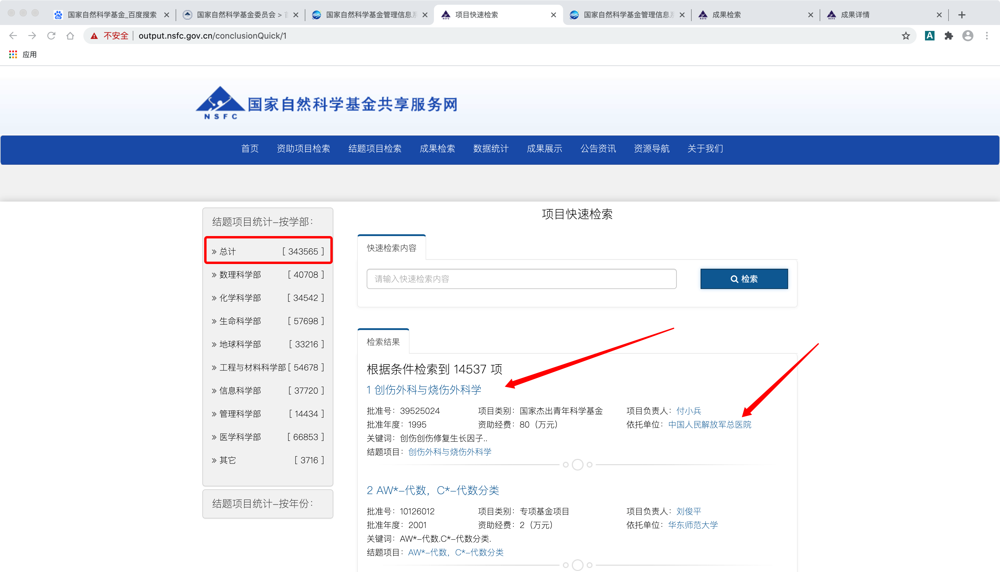 国家自然科学基金_百度搜索
国家自然科学基金委员会 >
国家自然科学基金管理信息系
项目快速检索
国家自然科学基金管理信息系
成果检索
成果详情
不安全 output.nsfc.gov.cn/conclusionQuick/1
应用
NSFC
国家自然科学基金共享服务网
首页 资助项目检索 结题项目检索 成果检索 数据统计 成果展示 公告资讯 资源导航 关于我们
结题项目统计-按学部：
» 总计 [ 343565 ]
» 数理科学部 [ 40708 ]
» 化学科学部 [ 34542 ]
» 生命科学部 [ 57698 ]
» 地球科学部 [ 33216 ]
» 工程与材料科学部 [ 54678 ]
» 信息科学部 [ 37720 ]
» 管理科学部 [ 14434 ]
» 医学科学部 [ 66853 ]
» 其它 [ 3716 ]
结题项目统计-按年份：
项目快速检索
快速检索内容
请输入快速检索内容
检索
检索结果
根据条件检索到 14537 项
1 创伤外科与烧伤外科学
批准号：39525024 项目类别：国家杰出青年科学基金 项目负责人：付小兵
批准年度：1995 资助经费：80（万元） 依托单位：中国人民解放军总医院
关键词：创伤创伤修复生长因子..
结题项目：创伤外科与烧伤外科学
2 AW*-代数，C*-代数分类
批准号：10126012 项目类别：专项基金项目 项目负责人：刘俊平
批准年度：2001 资助经费：2（万元） 依托单位：华东师范大学
关键词：AW*-代数.C*-代数分类.
结题项目：AW*-代数，C*-代数分类